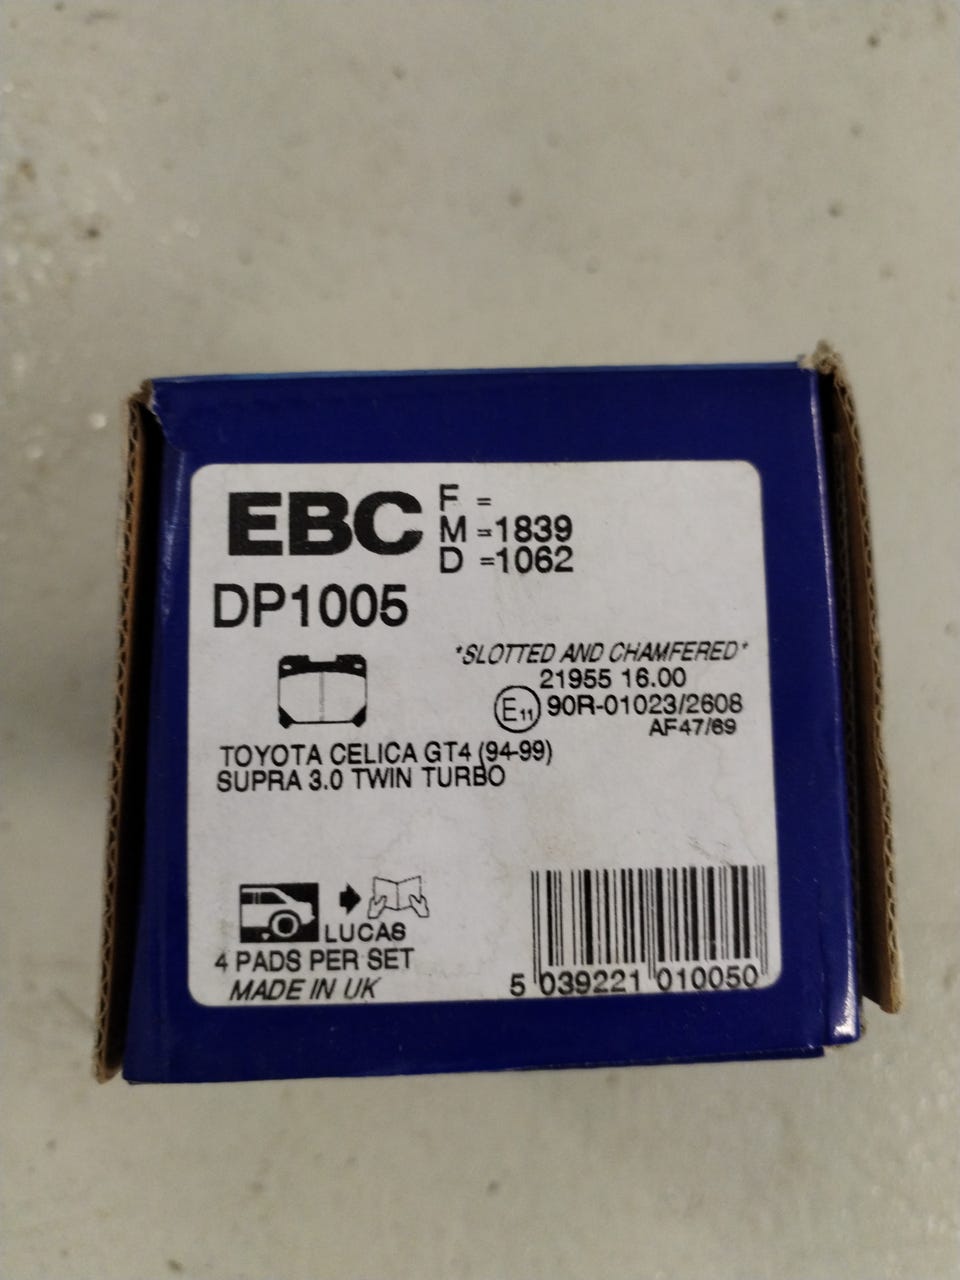 EBC
F =
M =1839
D =1062
DP1005
*SLOTTED AND CHAMFERED*
21955 16.00
E11 90R-01023/2608
AF47/69
TOYOTA CELICA GT4 (94-99)
SUPRA 3.0 TWIN TURBO
LUCAS
4 PADS PER SET
MADE IN UK
5 039221 010050